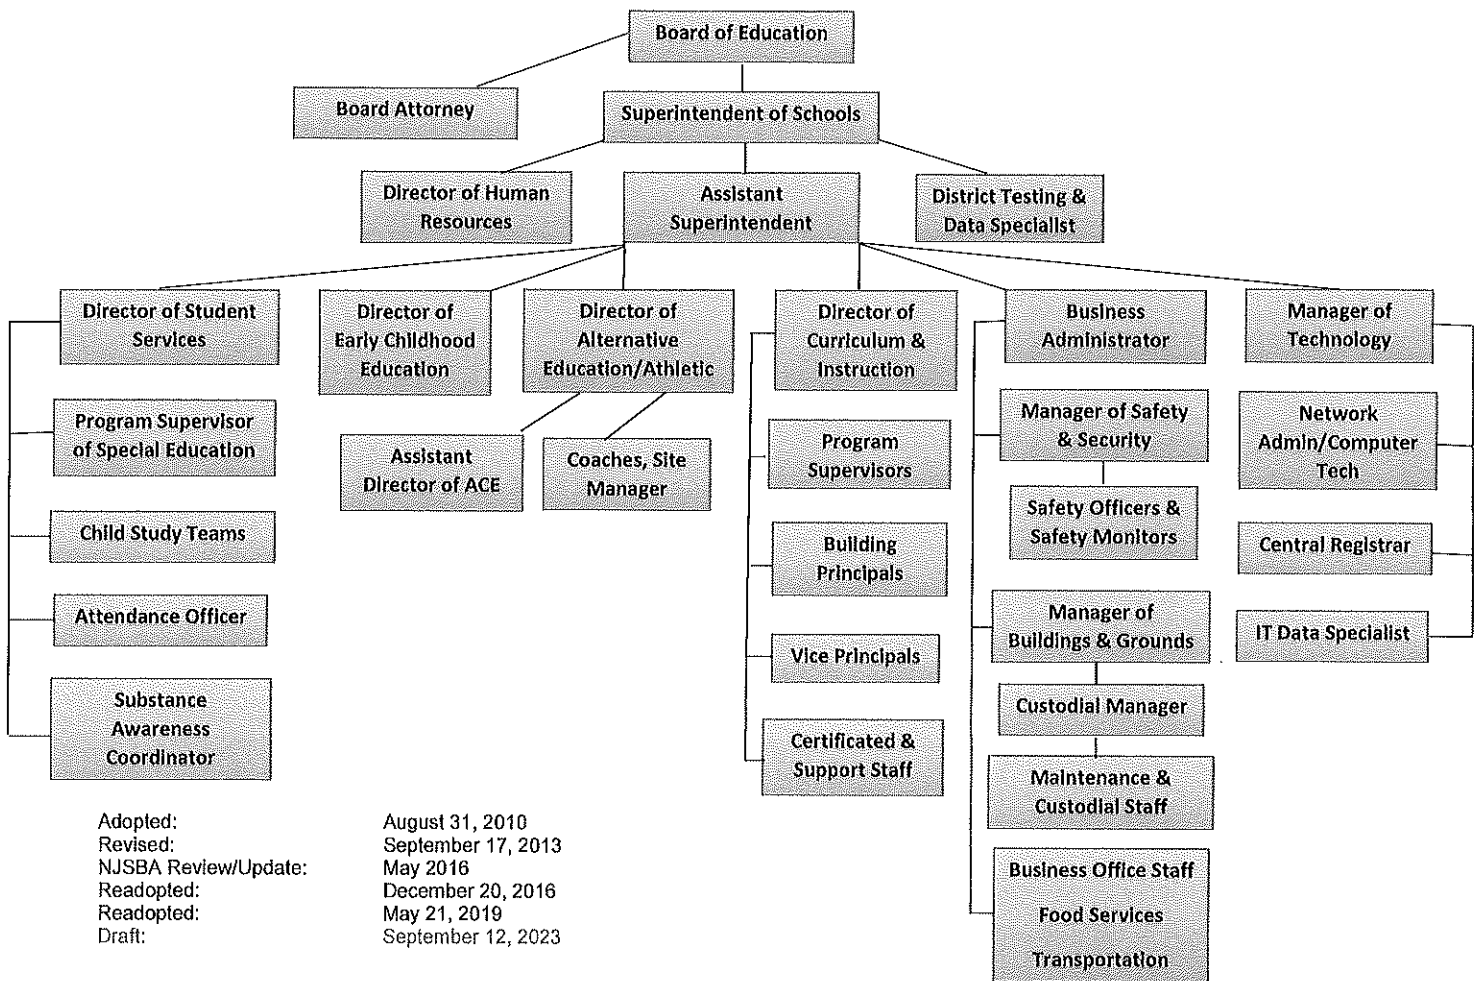 Board of Education
Board Attorney
Superintendent of Schools
Director of Human
Resources
Assistant
Superintendent
District Testing &
Data Specialist
Director of Student
Services
Director of
Early Childhood
Education
Director of
Alternative
Education/Athletic
Director of
Curriculum &
Instruction
Business
Administrator
Manager of
Technology
Program Supervisor
of Special Education
Child Study Teams
Attendance Officer
Substance
Awareness
Coordinator
Assistant
Director of ACE
Coaches, Site
Manager
Program
Supervisors
Building
Principals
Vice Principals
Certificated &
Support Staff
Manager of Safety
& Security
Safety Officers &
Safety Monitors
Manager of
Buildings & Grounds
Custodial Manager
Maintenance &
Custodial Staff
Business Office Staff
Food Services
Transportation
Network
Admin/Computer
Tech
Central Registrar
IT Data Specialist
Adopted: August 31, 2010
Revised: September 17, 2013
NJSBA Review/Update: May 2016
Readopted: December 20, 2016
Readopted: May 21, 2019
Draft: September 12, 2023